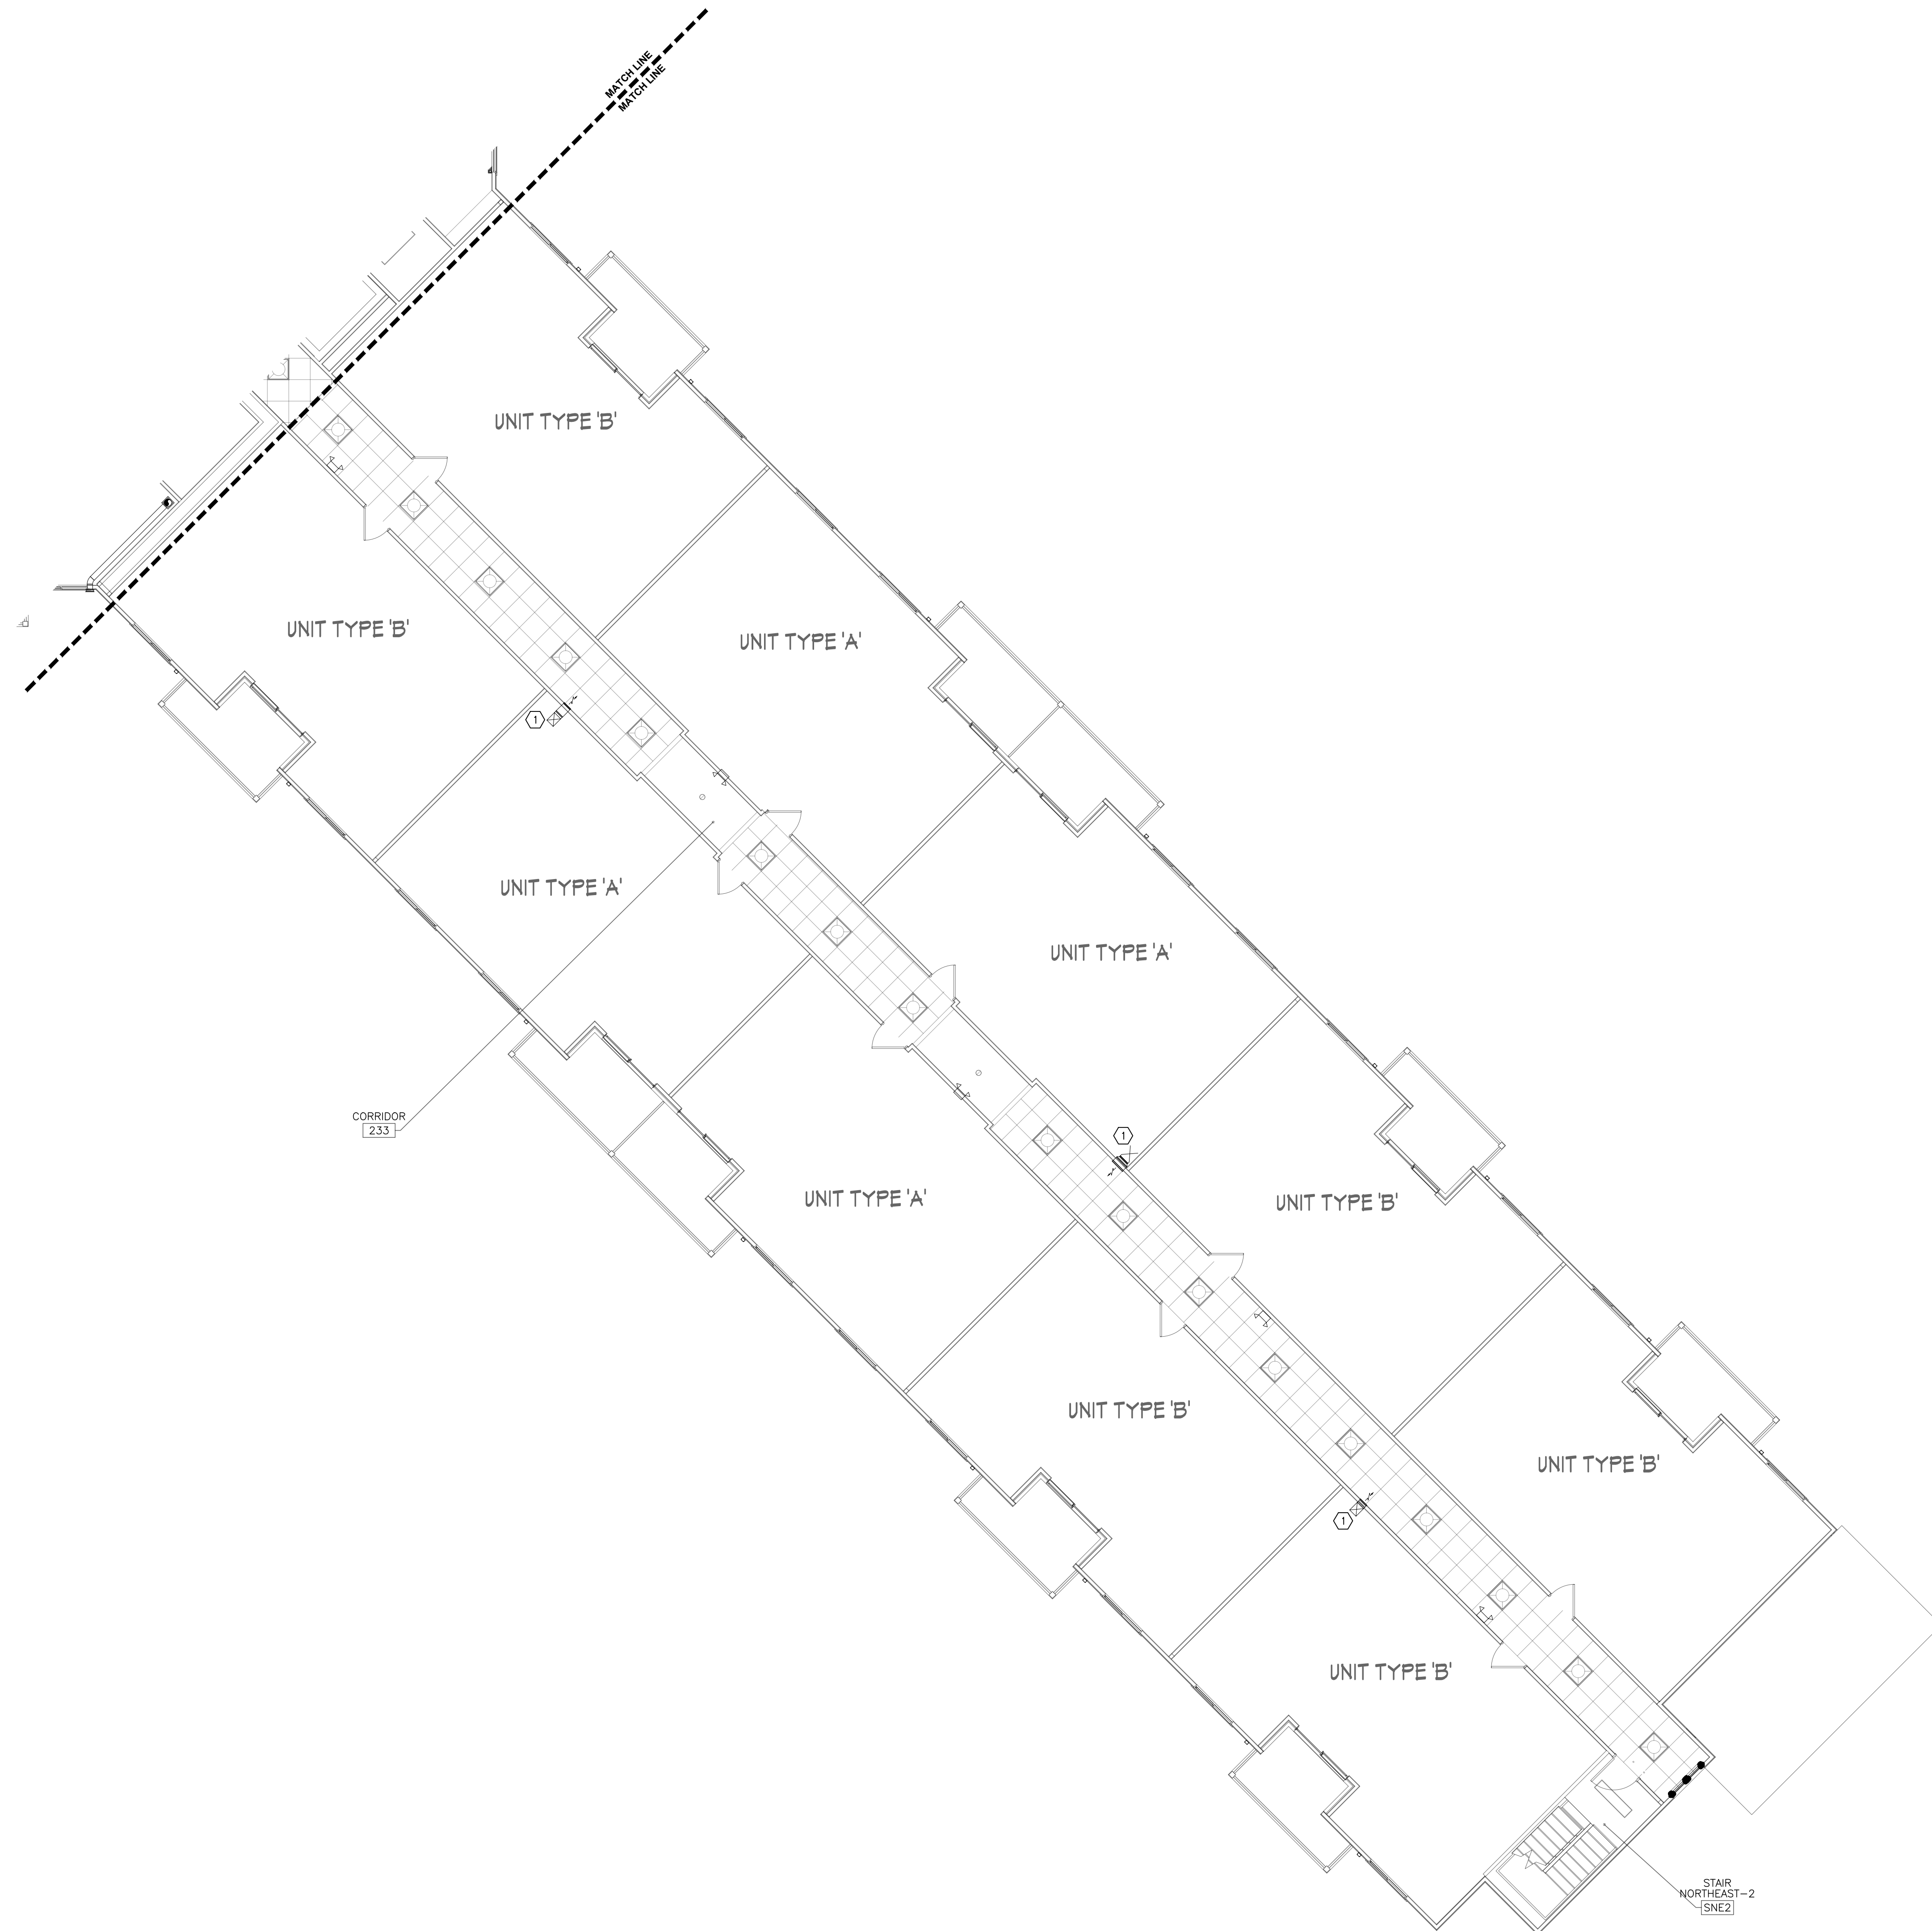 MATCH LINE
MATCH LINE
UNIT TYPE 'B'
UNIT TYPE 'B'
UNIT TYPE 'A'
1
UNIT TYPE 'A'
UNIT TYPE 'A'
CORRIDOR
233
1
UNIT TYPE 'A'
UNIT TYPE 'B'
UNIT TYPE 'B'
UNIT TYPE 'B'
1
UNIT TYPE 'B'
STAIR
NORTHEAST-2
SNE2